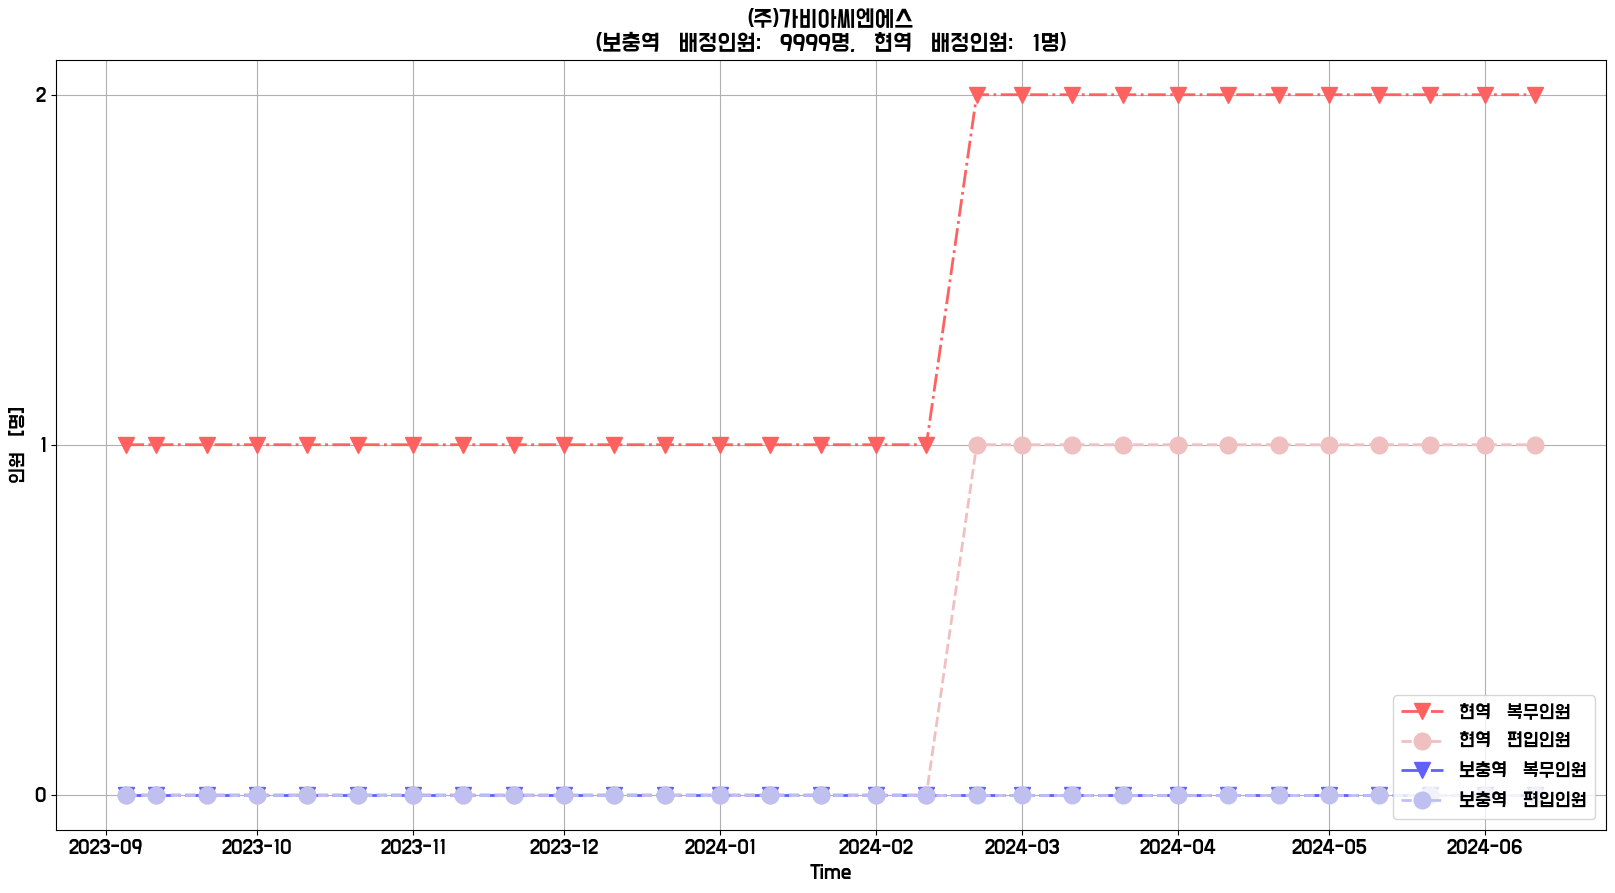 (주)가비아씨엔에스
(보충역 배정인원: 9999명, 현역 배정인원: 1명)
인원 [명]
2
1
0
현역 복무인원
현역 편입인원
보충역 복무인원
보충역 편입인원
2023-09 2023-10 2023-11 2023-12 2024-01 2024-02 2024-03 2024-04 2024-05 2024-06
Time